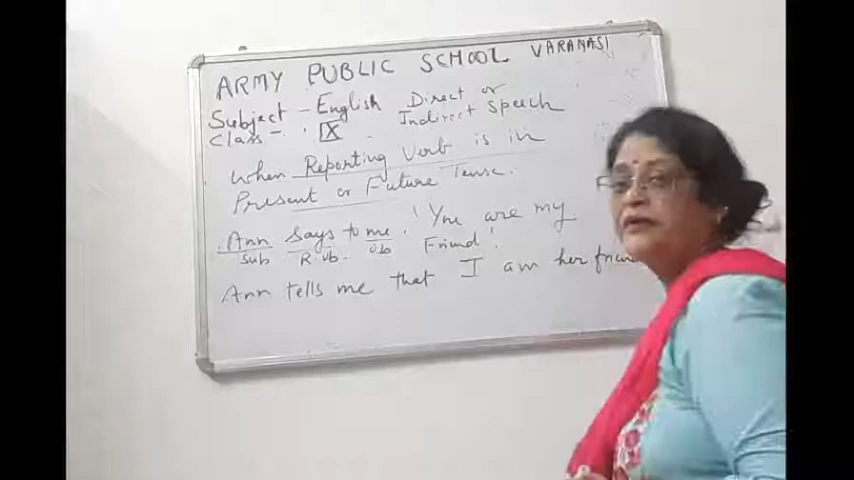 ARMY PUBLIC SCHOOL VARANASI
Subject - English Direct or
Class - IX Indirect Speech
When Reporting Verb is in
Present or Future Tense.
Ann says to me. 'You are my
Sub R.vb. Ob Friend'.
Ann tells me that I am her